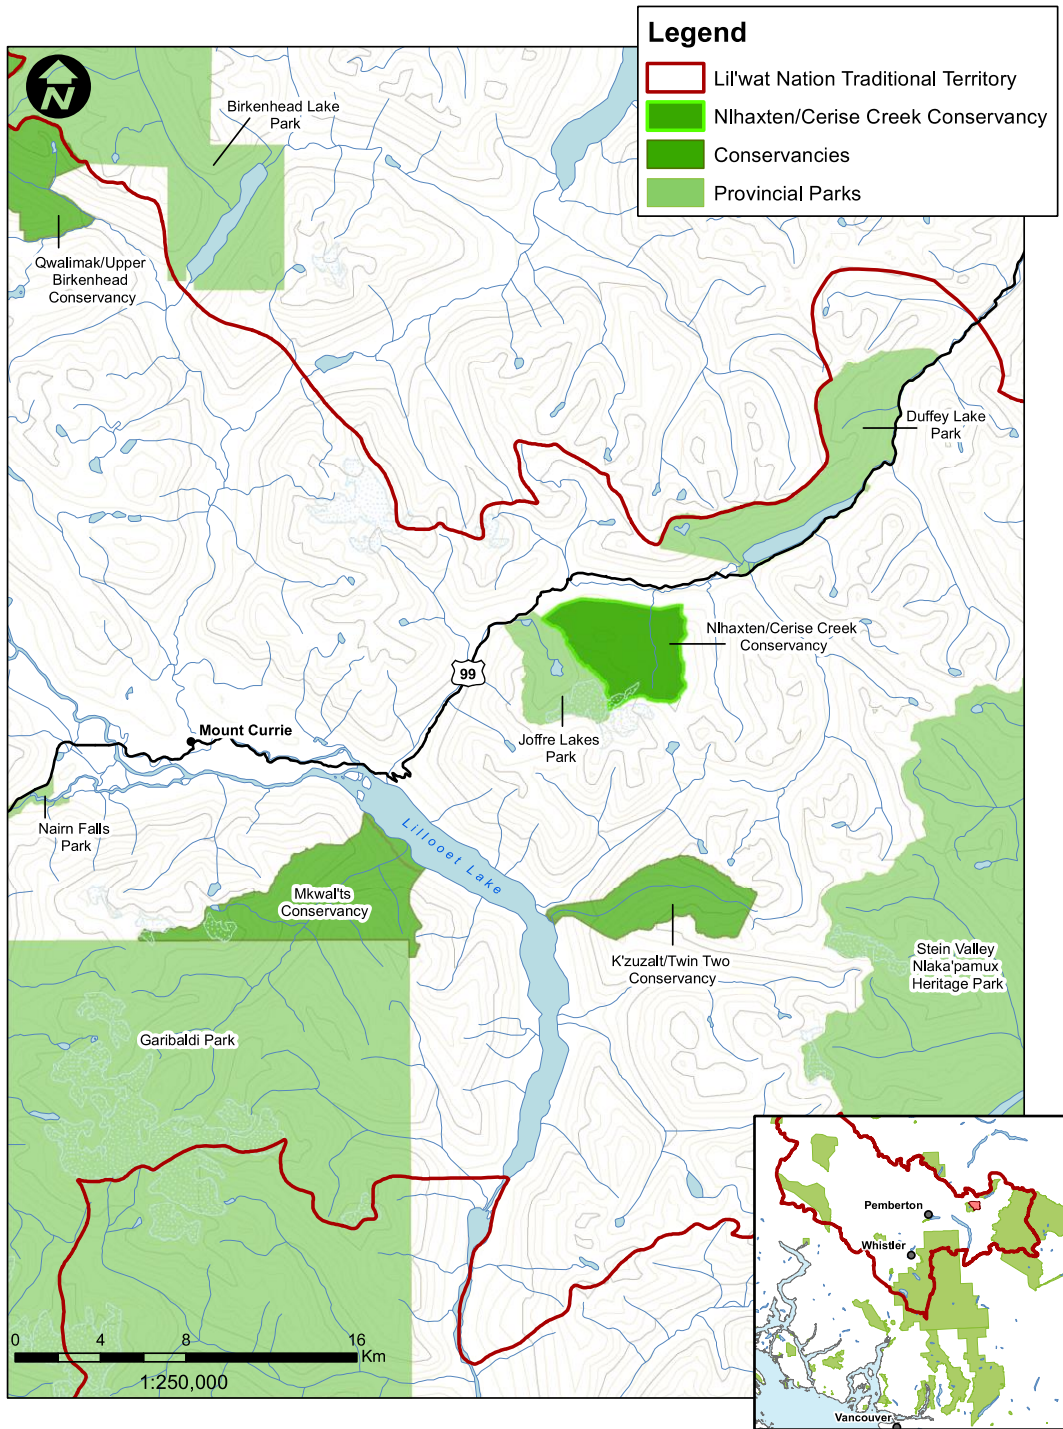 Legend
Lil'wat Nation Traditional Territory
Nlhaxten/Cerise Creek Conservancy
Conservancies
Provincial Parks
N
Birkenhead Lake
Park
Qwalimak/Upper
Birkenhead
Conservancy
Duffey Lake
Park
Nlhaxten/Cerise Creek
Conservancy
99
Mount Currie
Joffre Lakes
Park
Nairn Falls
Park
Lillooet Lake
Mkwal'ts
Conservancy
K'zuzalt/Twin Two
Conservancy
Stein Valley
Nlaka'pamux
Heritage Park
Garibaldi Park
0 4 8 16
Km
1:250,000
Pemberton
Whistler
Vancouver